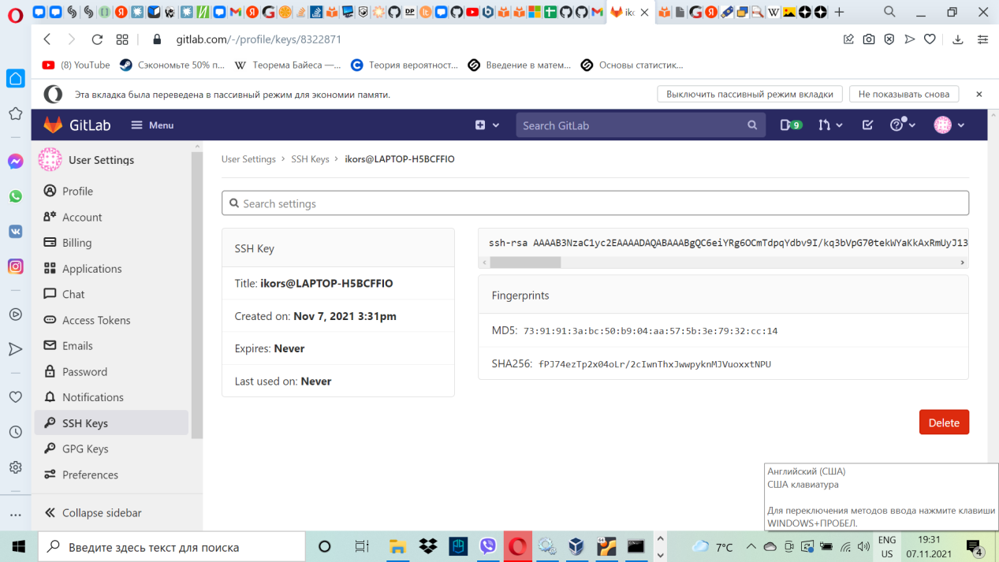 gitlab.com/-/profile/keys/8322871
(8) YouTube
Сэкономьте 50% п...
Теорема Байеса —...
Теория вероятност...
Введение в матем...
Основы статистик...
Эта вкладка была переведена в пассивный режим для экономии памяти.
Выключить пассивный режим вкладки
Не показывать снова
GitLab
Menu
Search GitLab
9
User Settings
Profile
Account
Billing
Applications
Chat
Access Tokens
Emails
Password
Notifications
SSH Keys
GPG Keys
Preferences
Collapse sidebar
User Settings > SSH Keys > ikors@LAPTOP-H5BCFFIO
Search settings
SSH Key
Title: ikors@LAPTOP-H5BCFFIO
Created on: Nov 7, 2021 3:31pm
Expires: Never
Last used on: Never
ssh-rsa AAAAB3NzaC1yc2EAAAADAQABAAABgQC6eiYRg6OCmTdpqYdbv9I/kq3bVpG70tekWYaKkAxRmUyJ13
Fingerprints
MD5: 73:91:91:3a:bc:50:b9:04:aa:57:5b:3e:79:32:cc:14
SHA256: fPJ74ezTp2x04oLr/2cIwnThxJwwpyknMJVuoxxtNPU
Delete
Английский (США)
США клавиатура
Для переключения методов ввода нажмите клавиши
WINDOWS+ПРОБЕЛ.
Введите здесь текст для поиска
7°C
ENG
US
19:31
07.11.2021
4